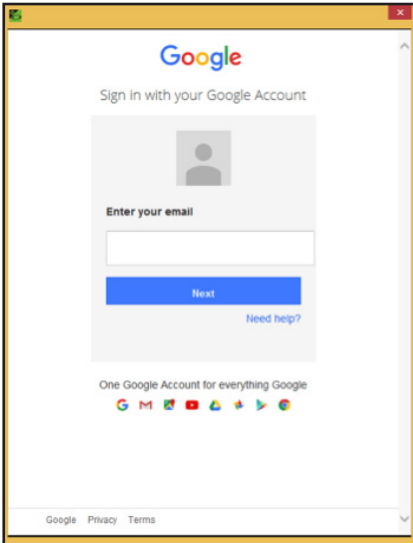 Google
Sign in with your Google Account
Enter your email
Next
Need help?
One Google Account for everything Google
Google Privacy Terms